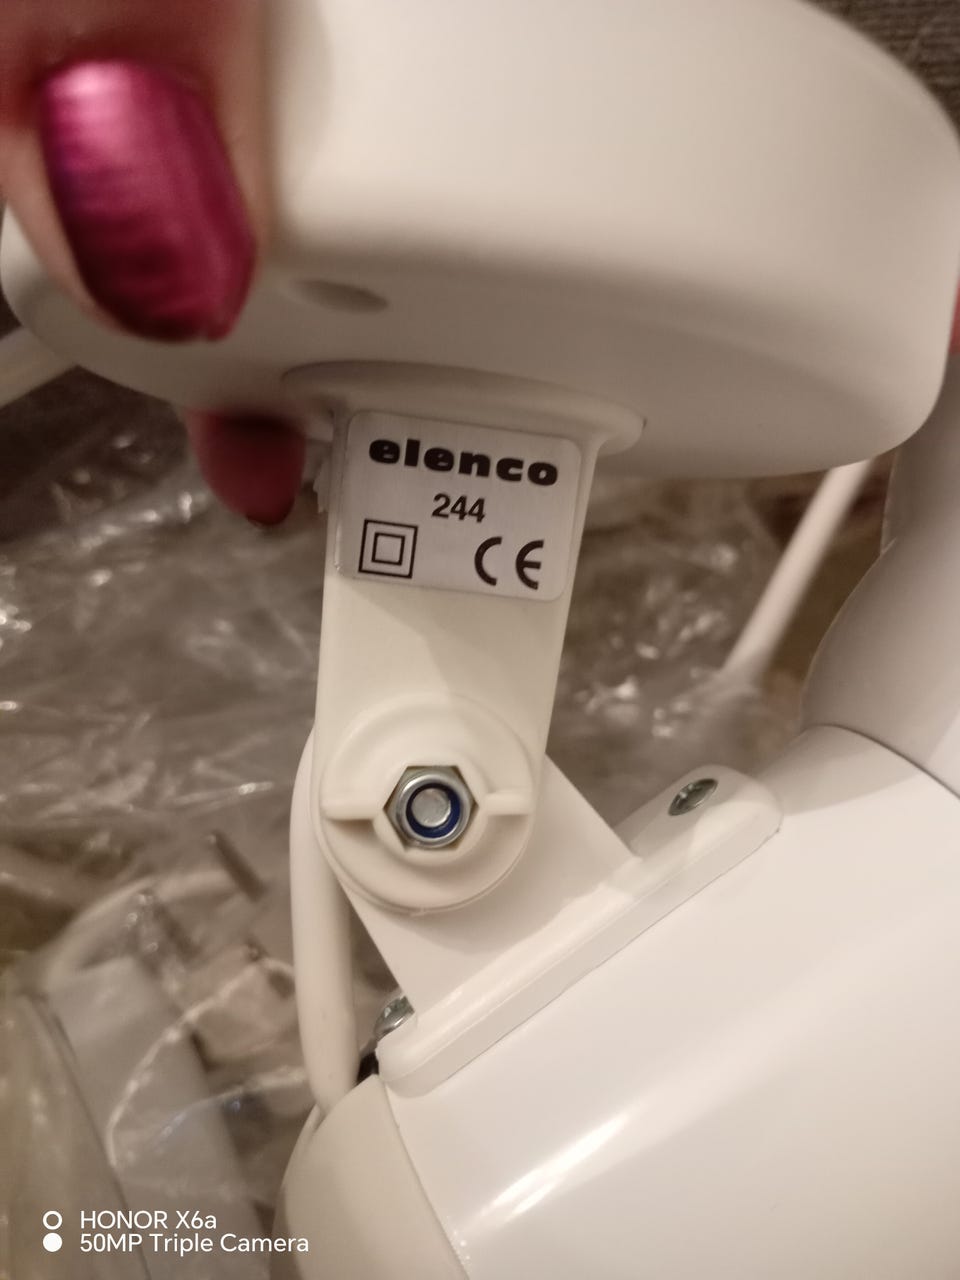 elenco
244
CE
HONOR X6a
50MP Triple Camera